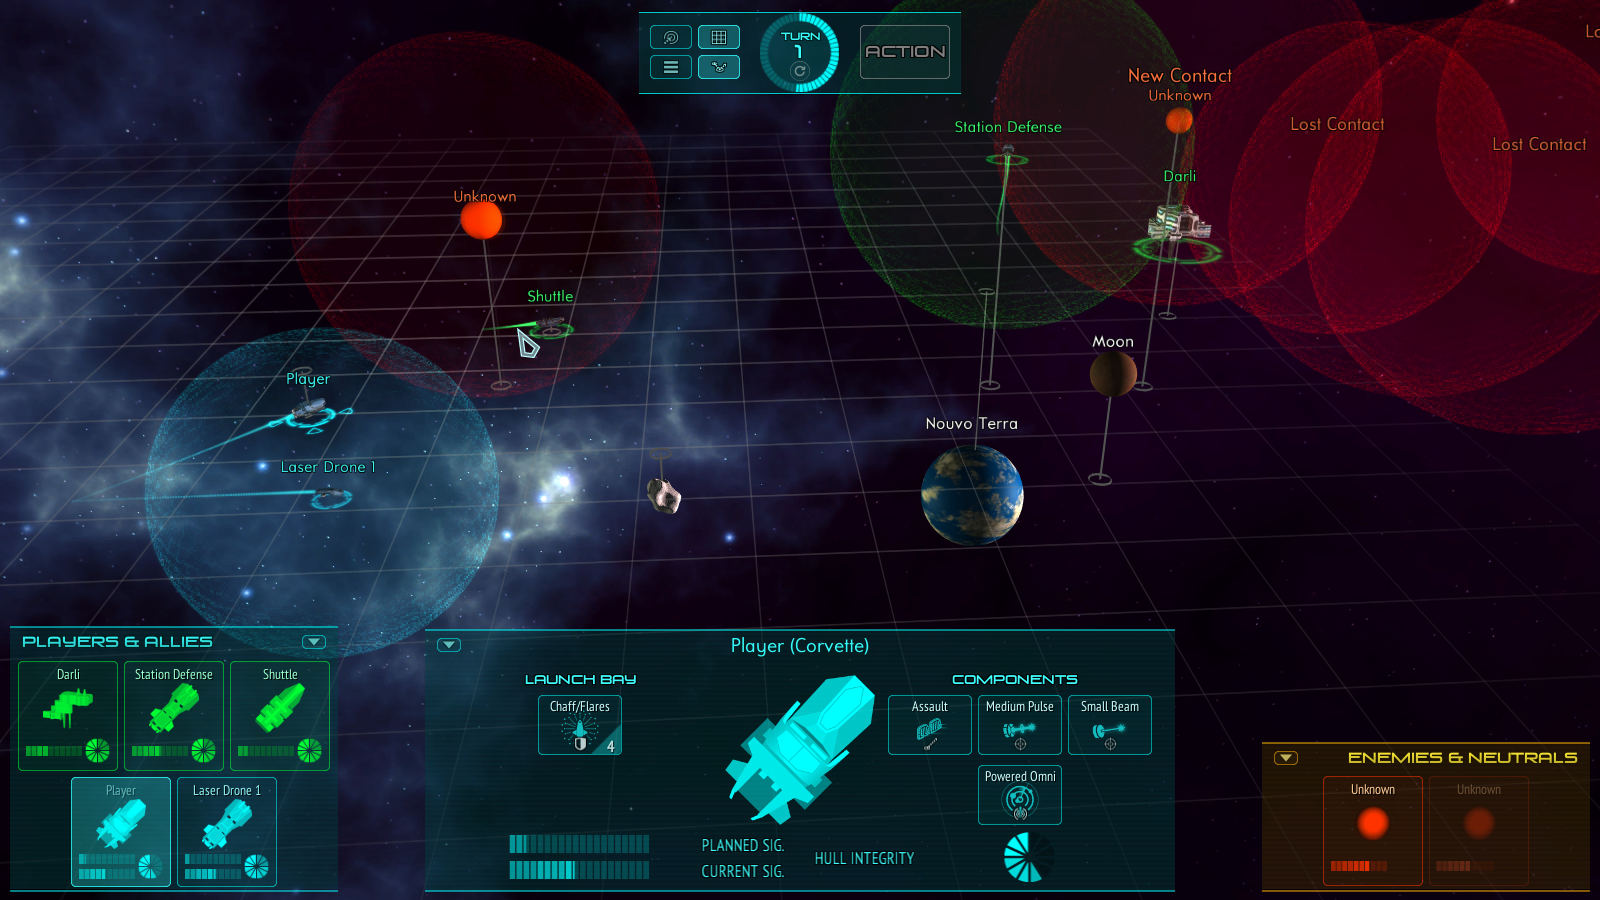 TURN
1
ACTION
Lo
New Contact
Unknown
Station Defense
Lost Contact
Lost Contact
Darli
Unknown
Shuttle
Moon
Player
Nouvo Terra
Laser Drone 1
PLAYERS & ALLIES
Darli
Station Defense
Shuttle
Player
Laser Drone 1
Player (Corvette)
LAUNCH BAY
Chaff/Flares
4
COMPONENTS
Assault
Medium Pulse
Small Beam
Powered Omni
PLANNED SIG.
CURRENT SIG.
HULL INTEGRITY
ENEMIES & NEUTRALS
Unknown
Unknown